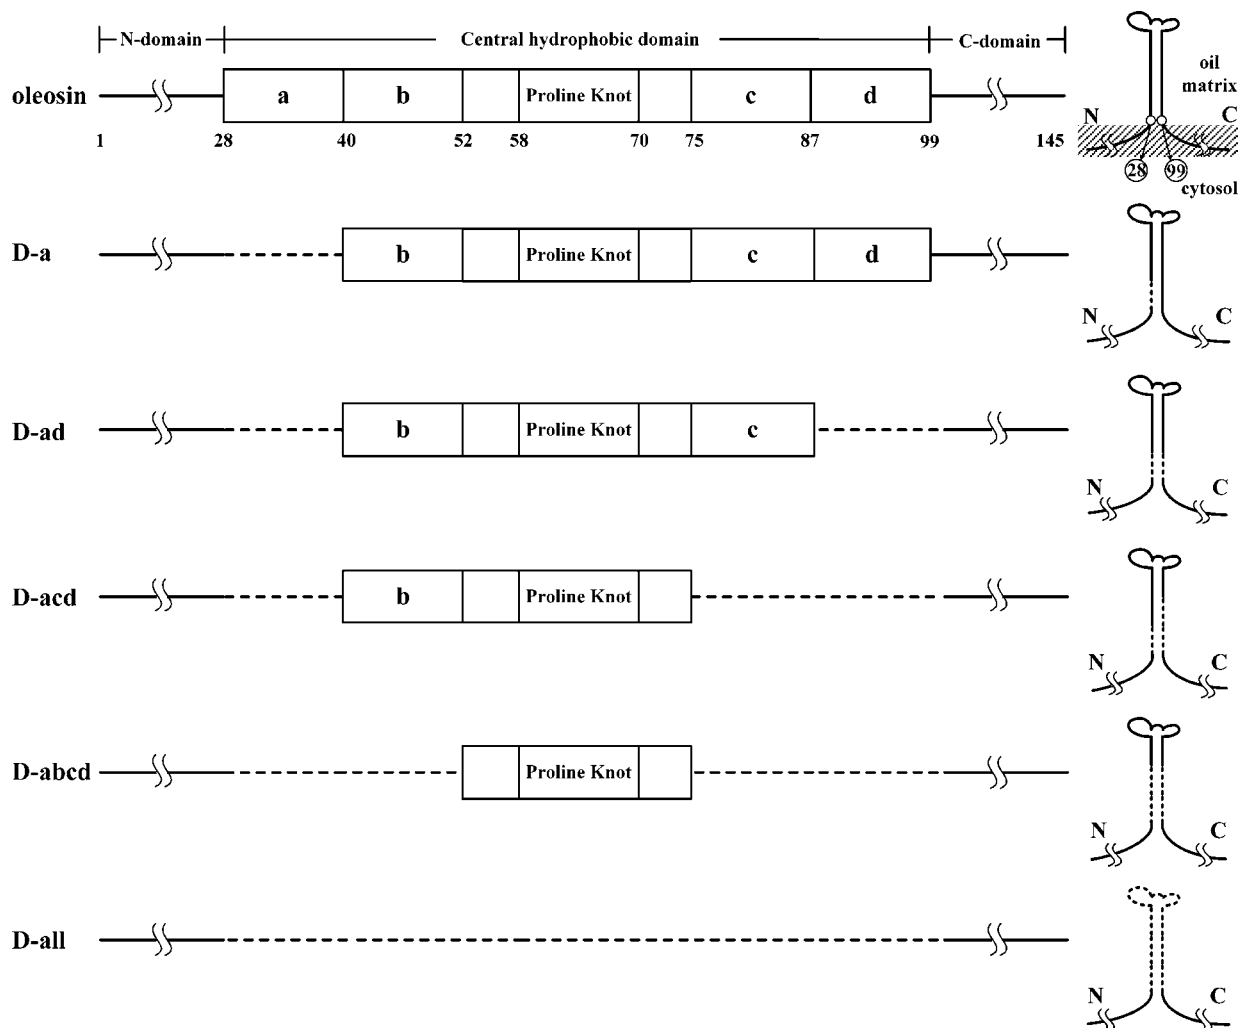 N-domain Central hydrophobic domain C-domain
oleosin a b Proline Knot c d oil
matrix
N C
1 28 40 52 58 70 75 87 99 145
28 99
cytosol
D-a b Proline Knot c d
N C
D-ad b Proline Knot c
N C
D-acd b Proline Knot
N C
D-abcd Proline Knot
N C
D-all
N C